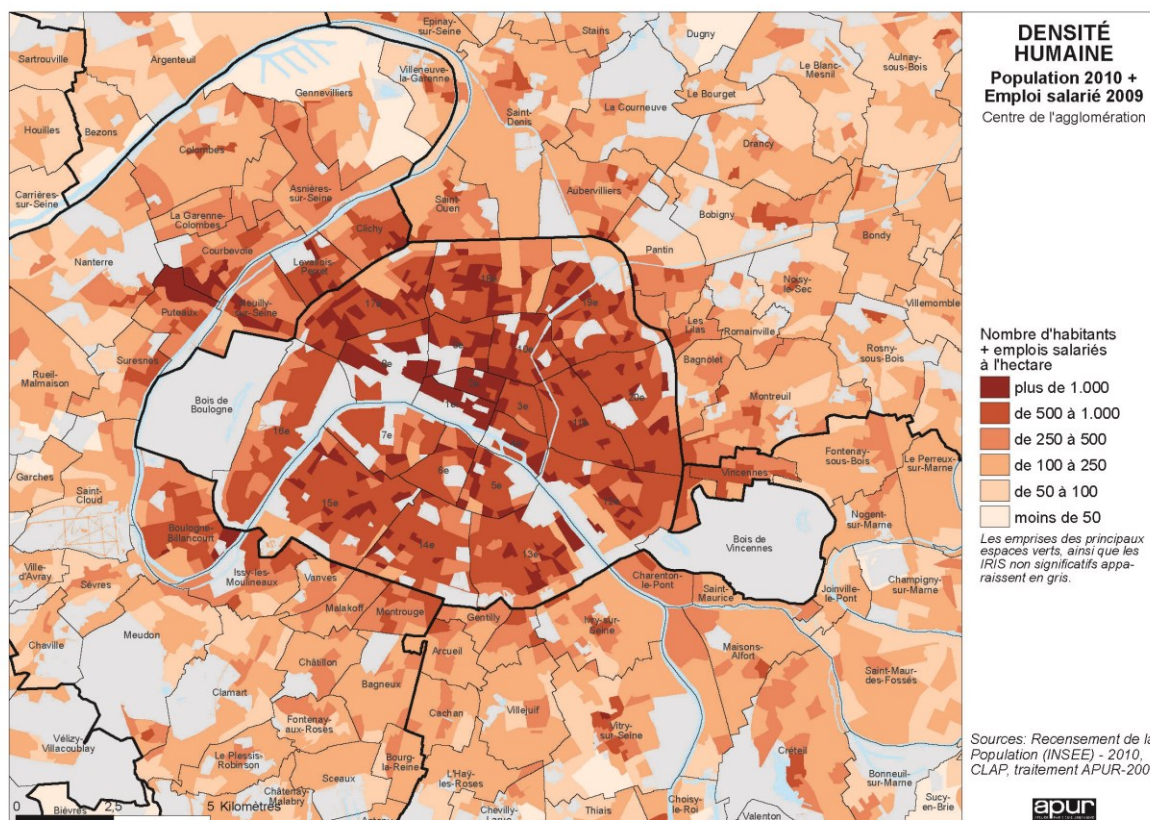 DENSITÉ
HUMAINE
Population 2010 +
Emploi salarié 2009
Centre de l'agglomération
Nombre d'habitants
+ emplois salariés
à l'hectare
plus de 1.000
de 500 à 1.000
de 250 à 500
de 100 à 250
de 50 à 100
moins de 50
Les emprises des principaux
espaces verts, ainsi que les
IRIS non significatifs appa-
raissent en gris.
Sources: Recensement de la
Population (INSEE) - 2010,
CLAP, traitement APUR-200
apur
Sartrouville
Argenteuil
Epinay-
sur-Seine
Stains
Dugny
Aulnay-
sous-Bois
Le Blanc-
Mesnil
Villeneuve-
la-Garenne
Gennevilliers
Le Bourget
La Courneuve
Saint-
Denis
Houilles
Bezons
Colombes
Drancy
Carrières-
sur-Seine
Asnières-
sur-Seine
Aubervilliers
Saint-
Ouen
La Garenne-
Colombes
Clichy
Bobigny
Bondy
Courbevoie
Nanterre
Levallois-
Perret
Pantin
Noisy-
le-Sec
Puteaux
Neuilly-
sur-Seine
17e
18e
19e
Villemomble
Les
Lilas
Romainville
Suresnes
8e
9e
10e
Rosny-
sous-Bois
Bagnolet
Rueil-
Malmaison
2e
Bois de
Boulogne
1er
3e
20e
Montreuil
16e
7e
11e
4e
Garches
Fontenay-
sous-Bois
Le Perreux-
sur-Marne
Vincennes
6e
5e
Saint-
Cloud
15e
12e
Nogent-
sur-Marne
Boulogne-
Billancourt
14e
13e
Bois de
Vincennes
Ville-
d'Avray
Sèvres
Issy-les-
Moulineaux
Vanves
Charenton-
le-Pont
Saint-
Maurice
Joinville-
le-Pont
Champigny-
sur-Marne
Malakoff
Montrouge
Gentilly
Ivry-sur-
Seine
Chaville
Meudon
Arcueil
Maisons-
Alfort
Châtillon
Saint-Maur-
des-Fossés
Clamart
Bagneux
Cachan
Villejuif
Fontenay-
aux-Roses
Vitry-
sur-Seine
Vélizy-
Villacoublay
Le Plessis-
Robinson
Bourg-
la-Reine
Créteil
Sceaux
L'Haÿ-
les-Roses
Bonneuil-
sur-Marne
Châtenay-
Malabry
Bièvres
Chevilly-
Larue
Thiais
Choisy-
le-Roi
Valenton
Sucy-
en-Brie
0 2,5 5 Kilomètres